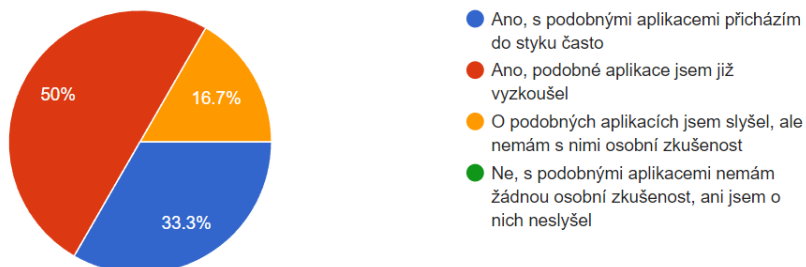 50%
16.7%
33.3%
Ano, s podobnými aplikacemi přicházím
do styku často
Ano, podobné aplikace jsem již
vyzkoušel
O podobných aplikacích jsem slyšel, ale
nemám s nimi osobní zkušenost
Ne, s podobnými aplikacemi nemám
žádnou osobní zkušenost, ani jsem o
nich neslyšel